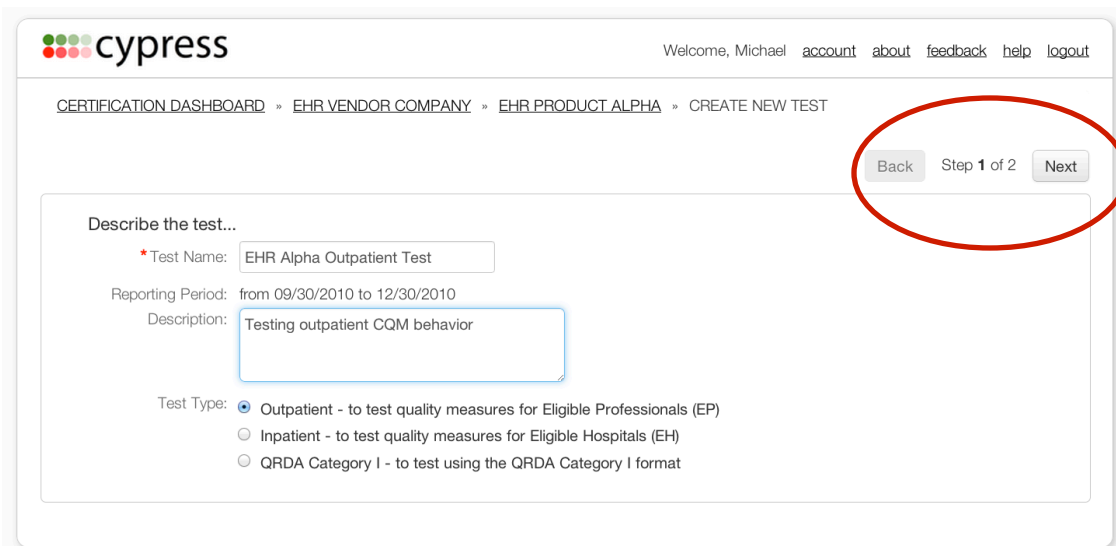 cypress
Welcome, Michael account about feedback help logout
CERTIFICATION DASHBOARD » EHR VENDOR COMPANY » EHR PRODUCT ALPHA » CREATE NEW TEST
Back Step 1 of 2 Next
Describe the test...
*Test Name: EHR Alpha Outpatient Test
Reporting Period: from 09/30/2010 to 12/30/2010
Description: Testing outpatient CQM behavior
Test Type: Outpatient - to test quality measures for Eligible Professionals (EP)
Inpatient - to test quality measures for Eligible Hospitals (EH)
QRDA Category I - to test using the QRDA Category I format